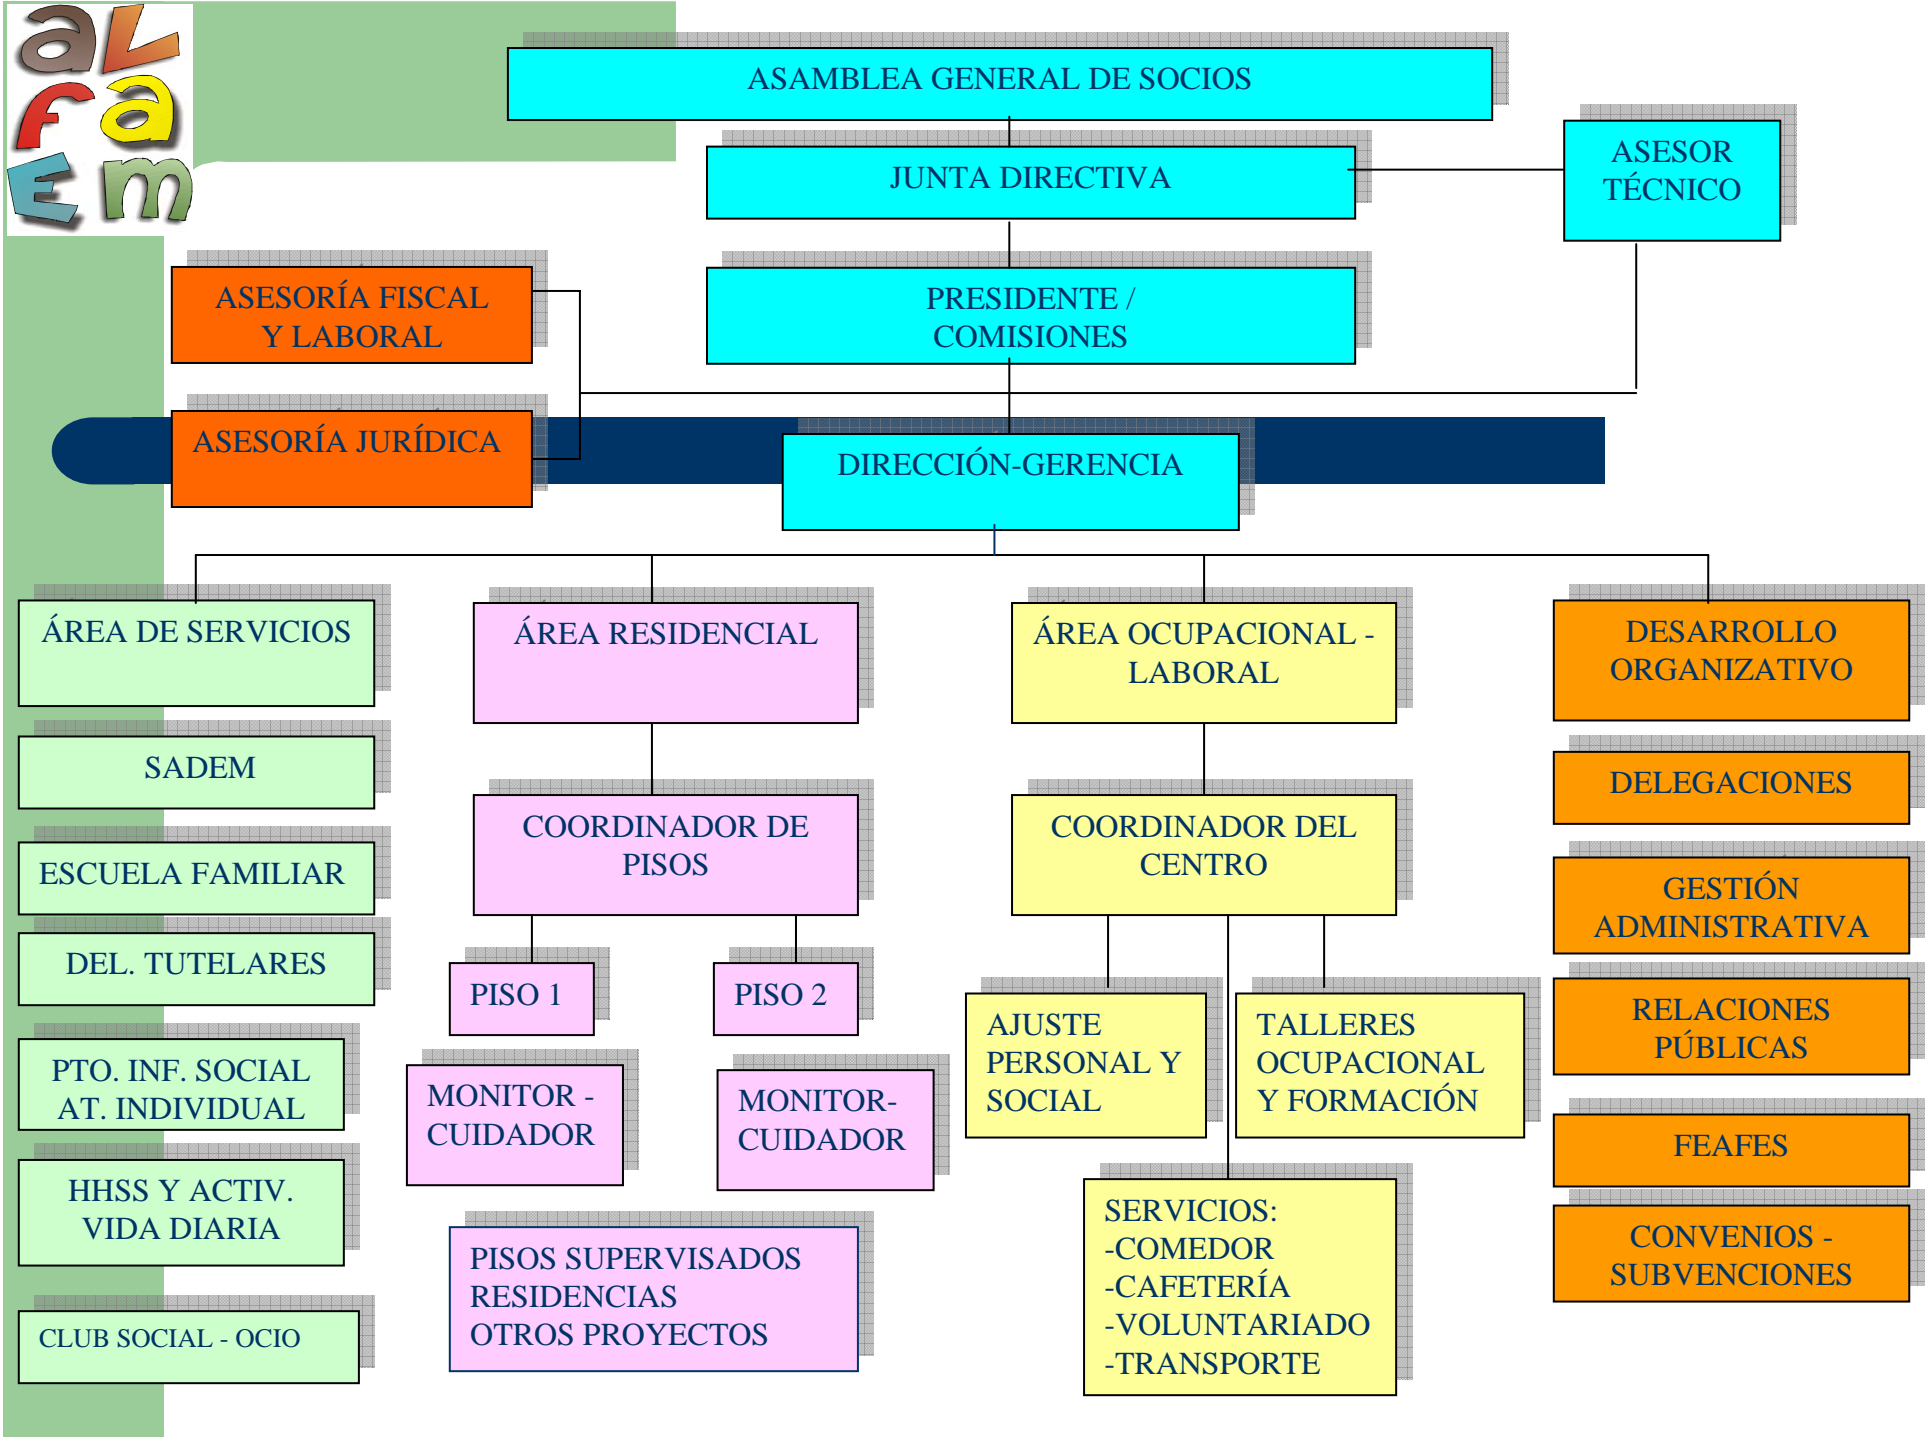 aL
fa
Em
ASAMBLEA GENERAL DE SOCIOS
JUNTA DIRECTIVA
ASESOR
TÉCNICO
ASESORÍA FISCAL
Y LABORAL
PRESIDENTE /
COMISIONES
ASESORÍA JURÍDICA
DIRECCIÓN-GERENCIA
ÁREA DE SERVICIOS
SADEM
ESCUELA FAMILIAR
DEL. TUTELARES
PTO. INF. SOCIAL
AT. INDIVIDUAL
HHSS Y ACTIV.
VIDA DIARIA
CLUB SOCIAL - OCIO
ÁREA RESIDENCIAL
COORDINADOR DE
PISOS
PISO 1
PISO 2
MONITOR -
CUIDADOR
MONITOR-
CUIDADOR
PISOS SUPERVISADOS
RESIDENCIAS
OTROS PROYECTOS
ÁREA OCUPACIONAL -
LABORAL
COORDINADOR DEL
CENTRO
AJUSTE
PERSONAL Y
SOCIAL
TALLERES
OCUPACIONAL
Y FORMACIÓN
SERVICIOS:
-COMEDOR
-CAFETERÍA
-VOLUNTARIADO
-TRANSPORTE
DESARROLLO
ORGANIZATIVO
DELEGACIONES
GESTIÓN
ADMINISTRATIVA
RELACIONES
PÚBLICAS
FEAFES
CONVENIOS -
SUBVENCIONES